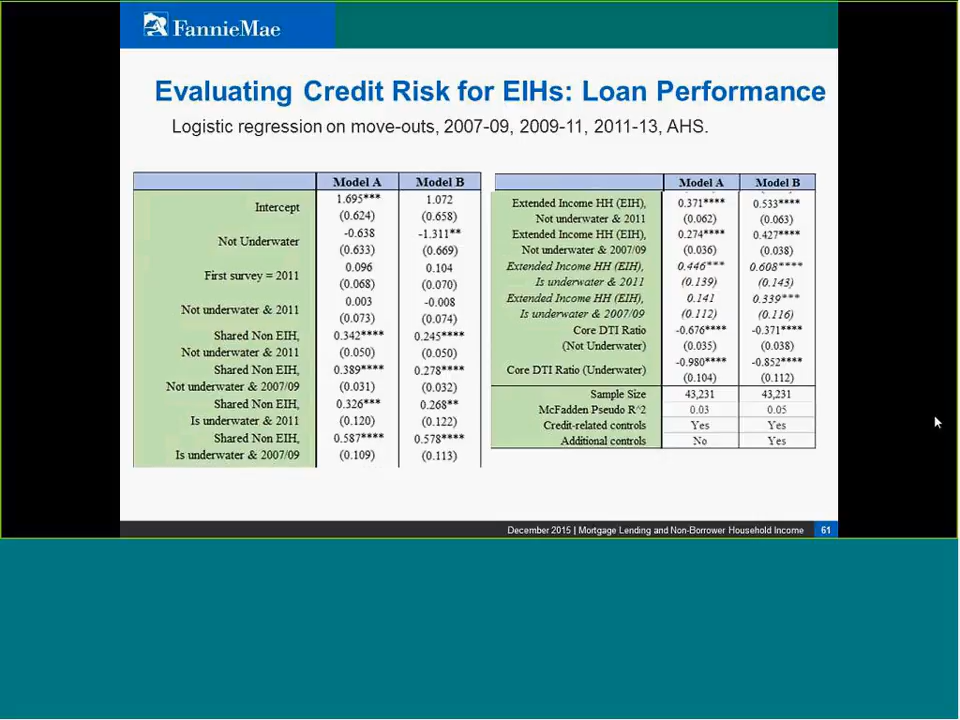 FannieMae
Evaluating Credit Risk for EIHs: Loan Performance
Logistic regression on move-outs, 2007-09, 2009-11, 2011-13, AHS.
Model A Model B
Intercept 1.695*** 1.072
(0.624) (0.658)
Not Underwater -0.638 -1.311**
(0.633) (0.669)
First survey = 2011 0.096 0.104
(0.068) (0.070)
Not underwater & 2011 0.003 -0.008
(0.073) (0.074)
Shared Non EIH, 0.342**** 0.245****
Not underwater & 2011 (0.050) (0.050)
Shared Non EIH, 0.389**** 0.278****
Not underwater & 2007/09 (0.031) (0.032)
Shared Non EIH, 0.326*** 0.268**
Is underwater & 2011 (0.120) (0.122)
Shared Non EIH, 0.587**** 0.578****
Is underwater & 2007/09 (0.109) (0.113)
Model A Model B
Extended Income HH (EIH), 0.371**** 0.533****
Not underwater & 2011 (0.062) (0.063)
Extended Income HH (EIH), 0.274**** 0.427****
Not underwater & 2007/09 (0.036) (0.038)
Extended Income HH (EIH), 0.446*** 0.608****
Is underwater & 2011 (0.139) (0.143)
Extended Income HH (EIH), 0.141 0.339***
Is underwater & 2007/09 (0.112) (0.116)
Core DTI Ratio -0.676**** -0.371****
(Not Underwater) (0.035) (0.038)
Core DTI Ratio (Underwater) -0.980**** -0.852****
(0.104) (0.112)
Sample Size 43,231 43,231
McFadden Pseudo R^2 0.03 0.05
Credit-related controls Yes Yes
Additional controls No Yes
December 2015 | Mortgage Lending and Non-Borrower Household Income 61